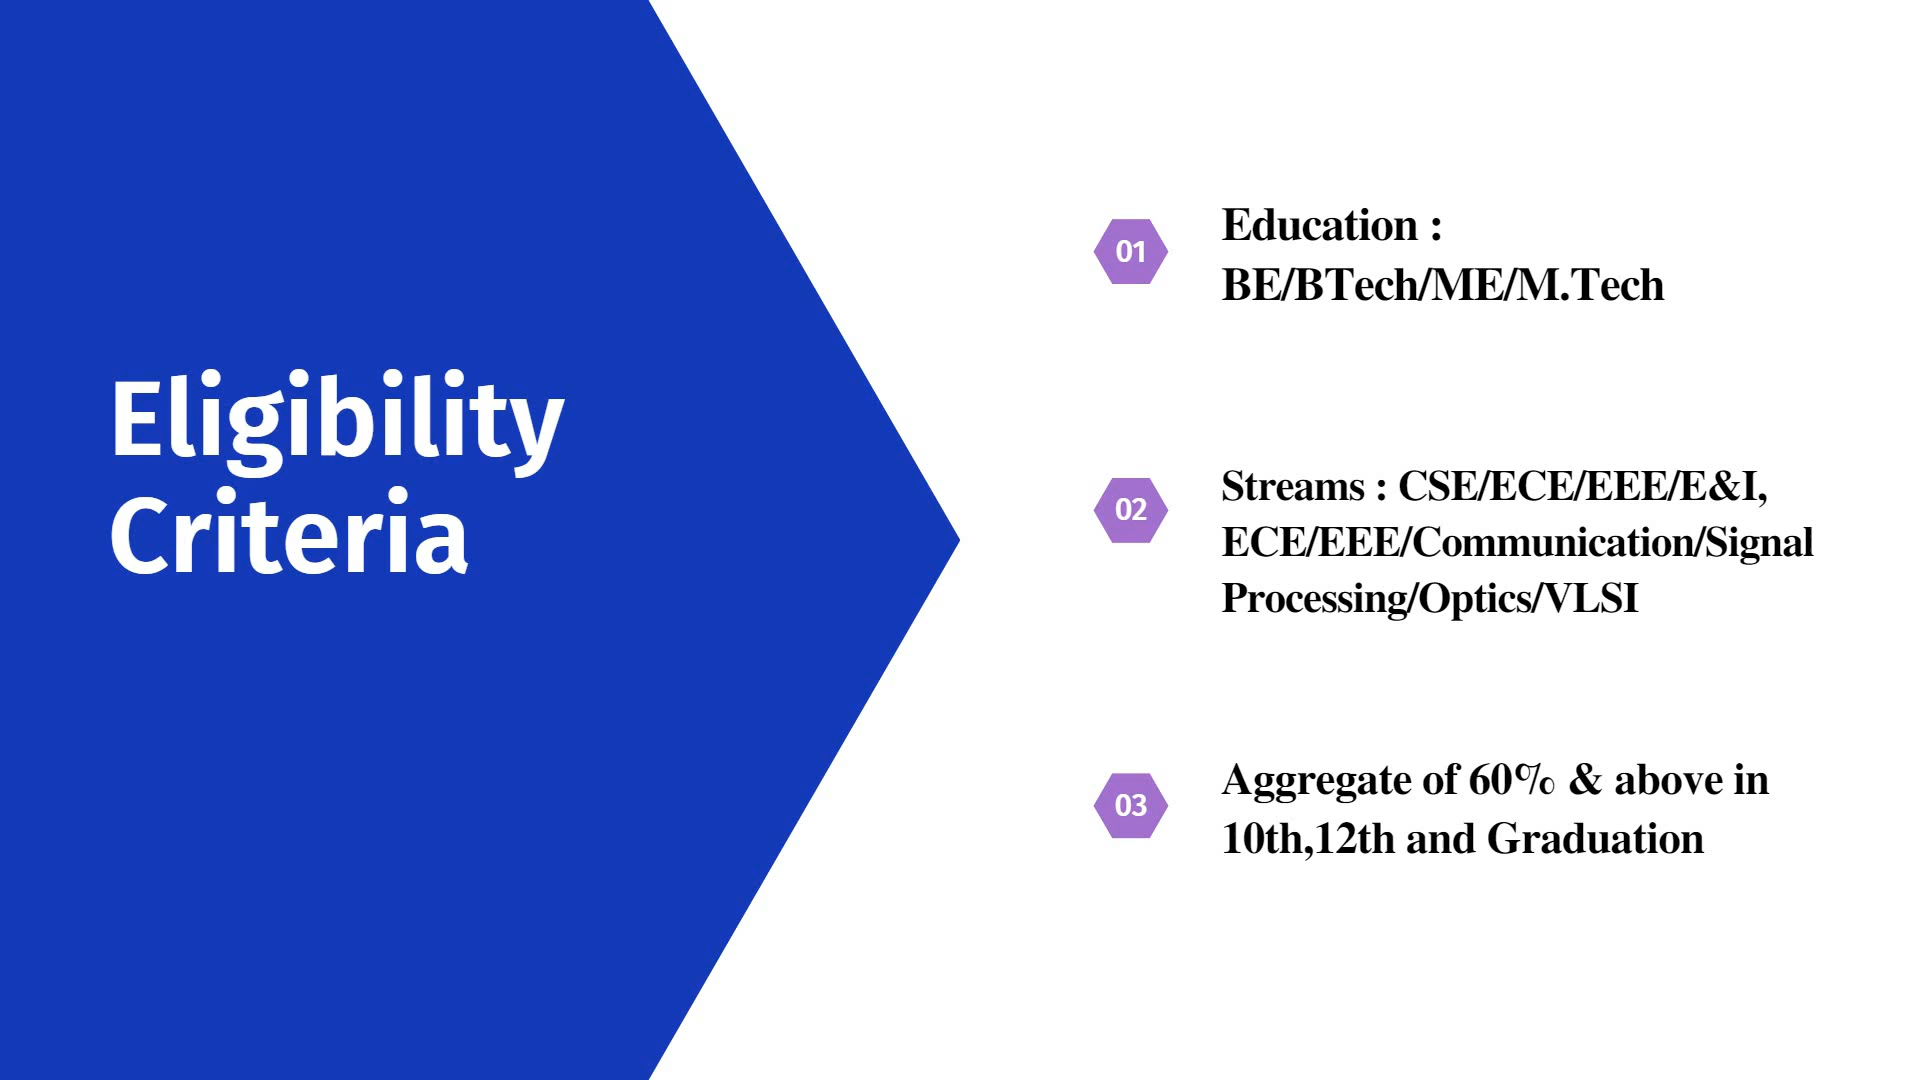 Eligibility
Criteria
01
Education :
BE/BTech/ME/M.Tech
02
Streams : CSE/ECE/EEE/E&I,
ECE/EEE/Communication/Signal
Processing/Optics/VLSI
03
Aggregate of 60% & above in
10th,12th and Graduation